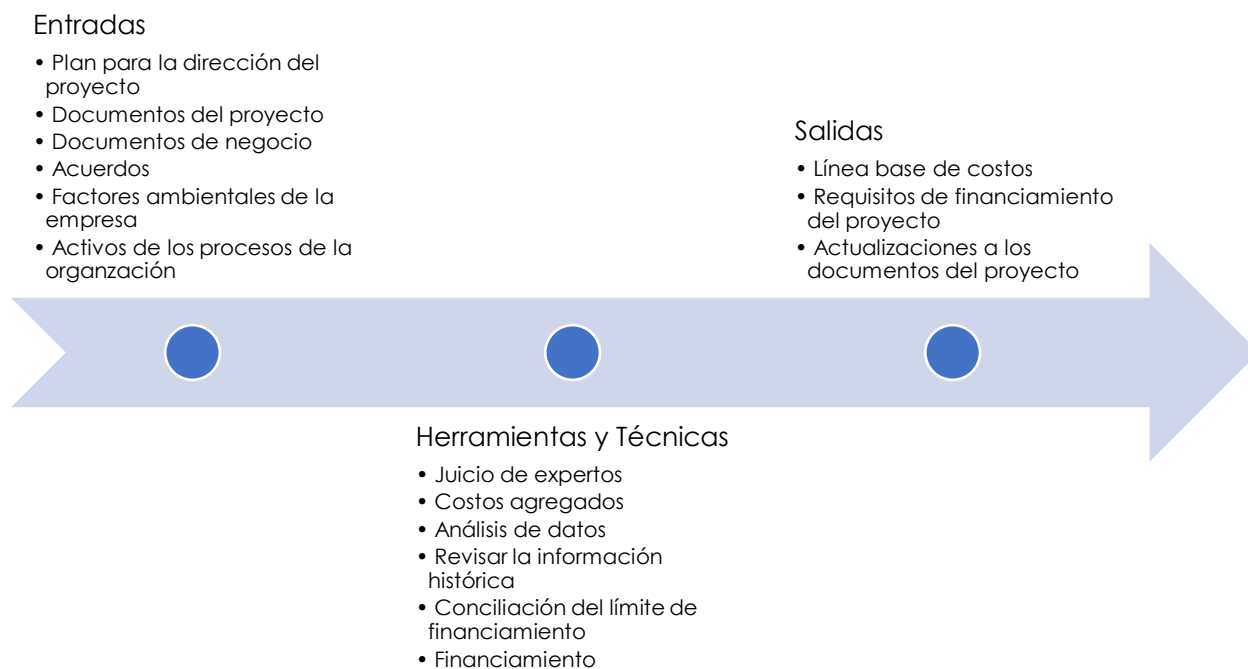 Entradas
• Plan para la dirección del
proyecto
• Documentos del proyecto
• Documentos de negocio
• Acuerdos
• Factores ambientales de la
empresa
• Activos de los procesos de la
organzación
Salidas
• Línea base de costos
• Requisitos de financiamiento
del proyecto
• Actualizaciones a los
documentos del proyecto
Herramientas y Técnicas
• Juicio de expertos
• Costos agregados
• Análisis de datos
• Revisar la información
histórica
• Conciliación del límite de
financiamiento
• Financiamiento